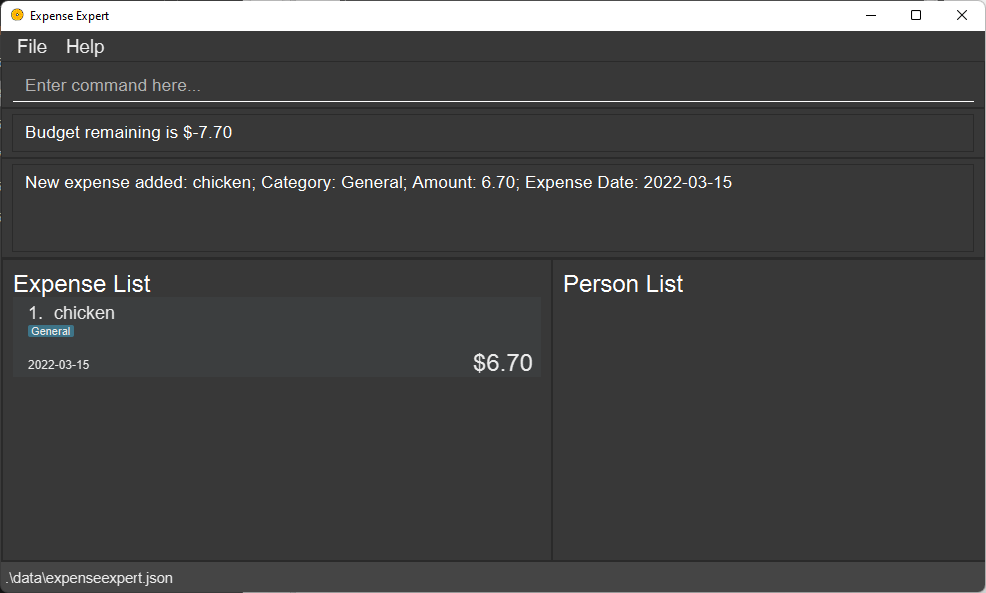 Expense Expert
File Help
Enter command here...
Budget remaining is $-7.70
New expense added: chicken; Category: General; Amount: 6.70; Expense Date: 2022-03-15
Expense List
1. chicken
General
2022-03-15
$6.70
Person List
.\data\expenseexpert.json